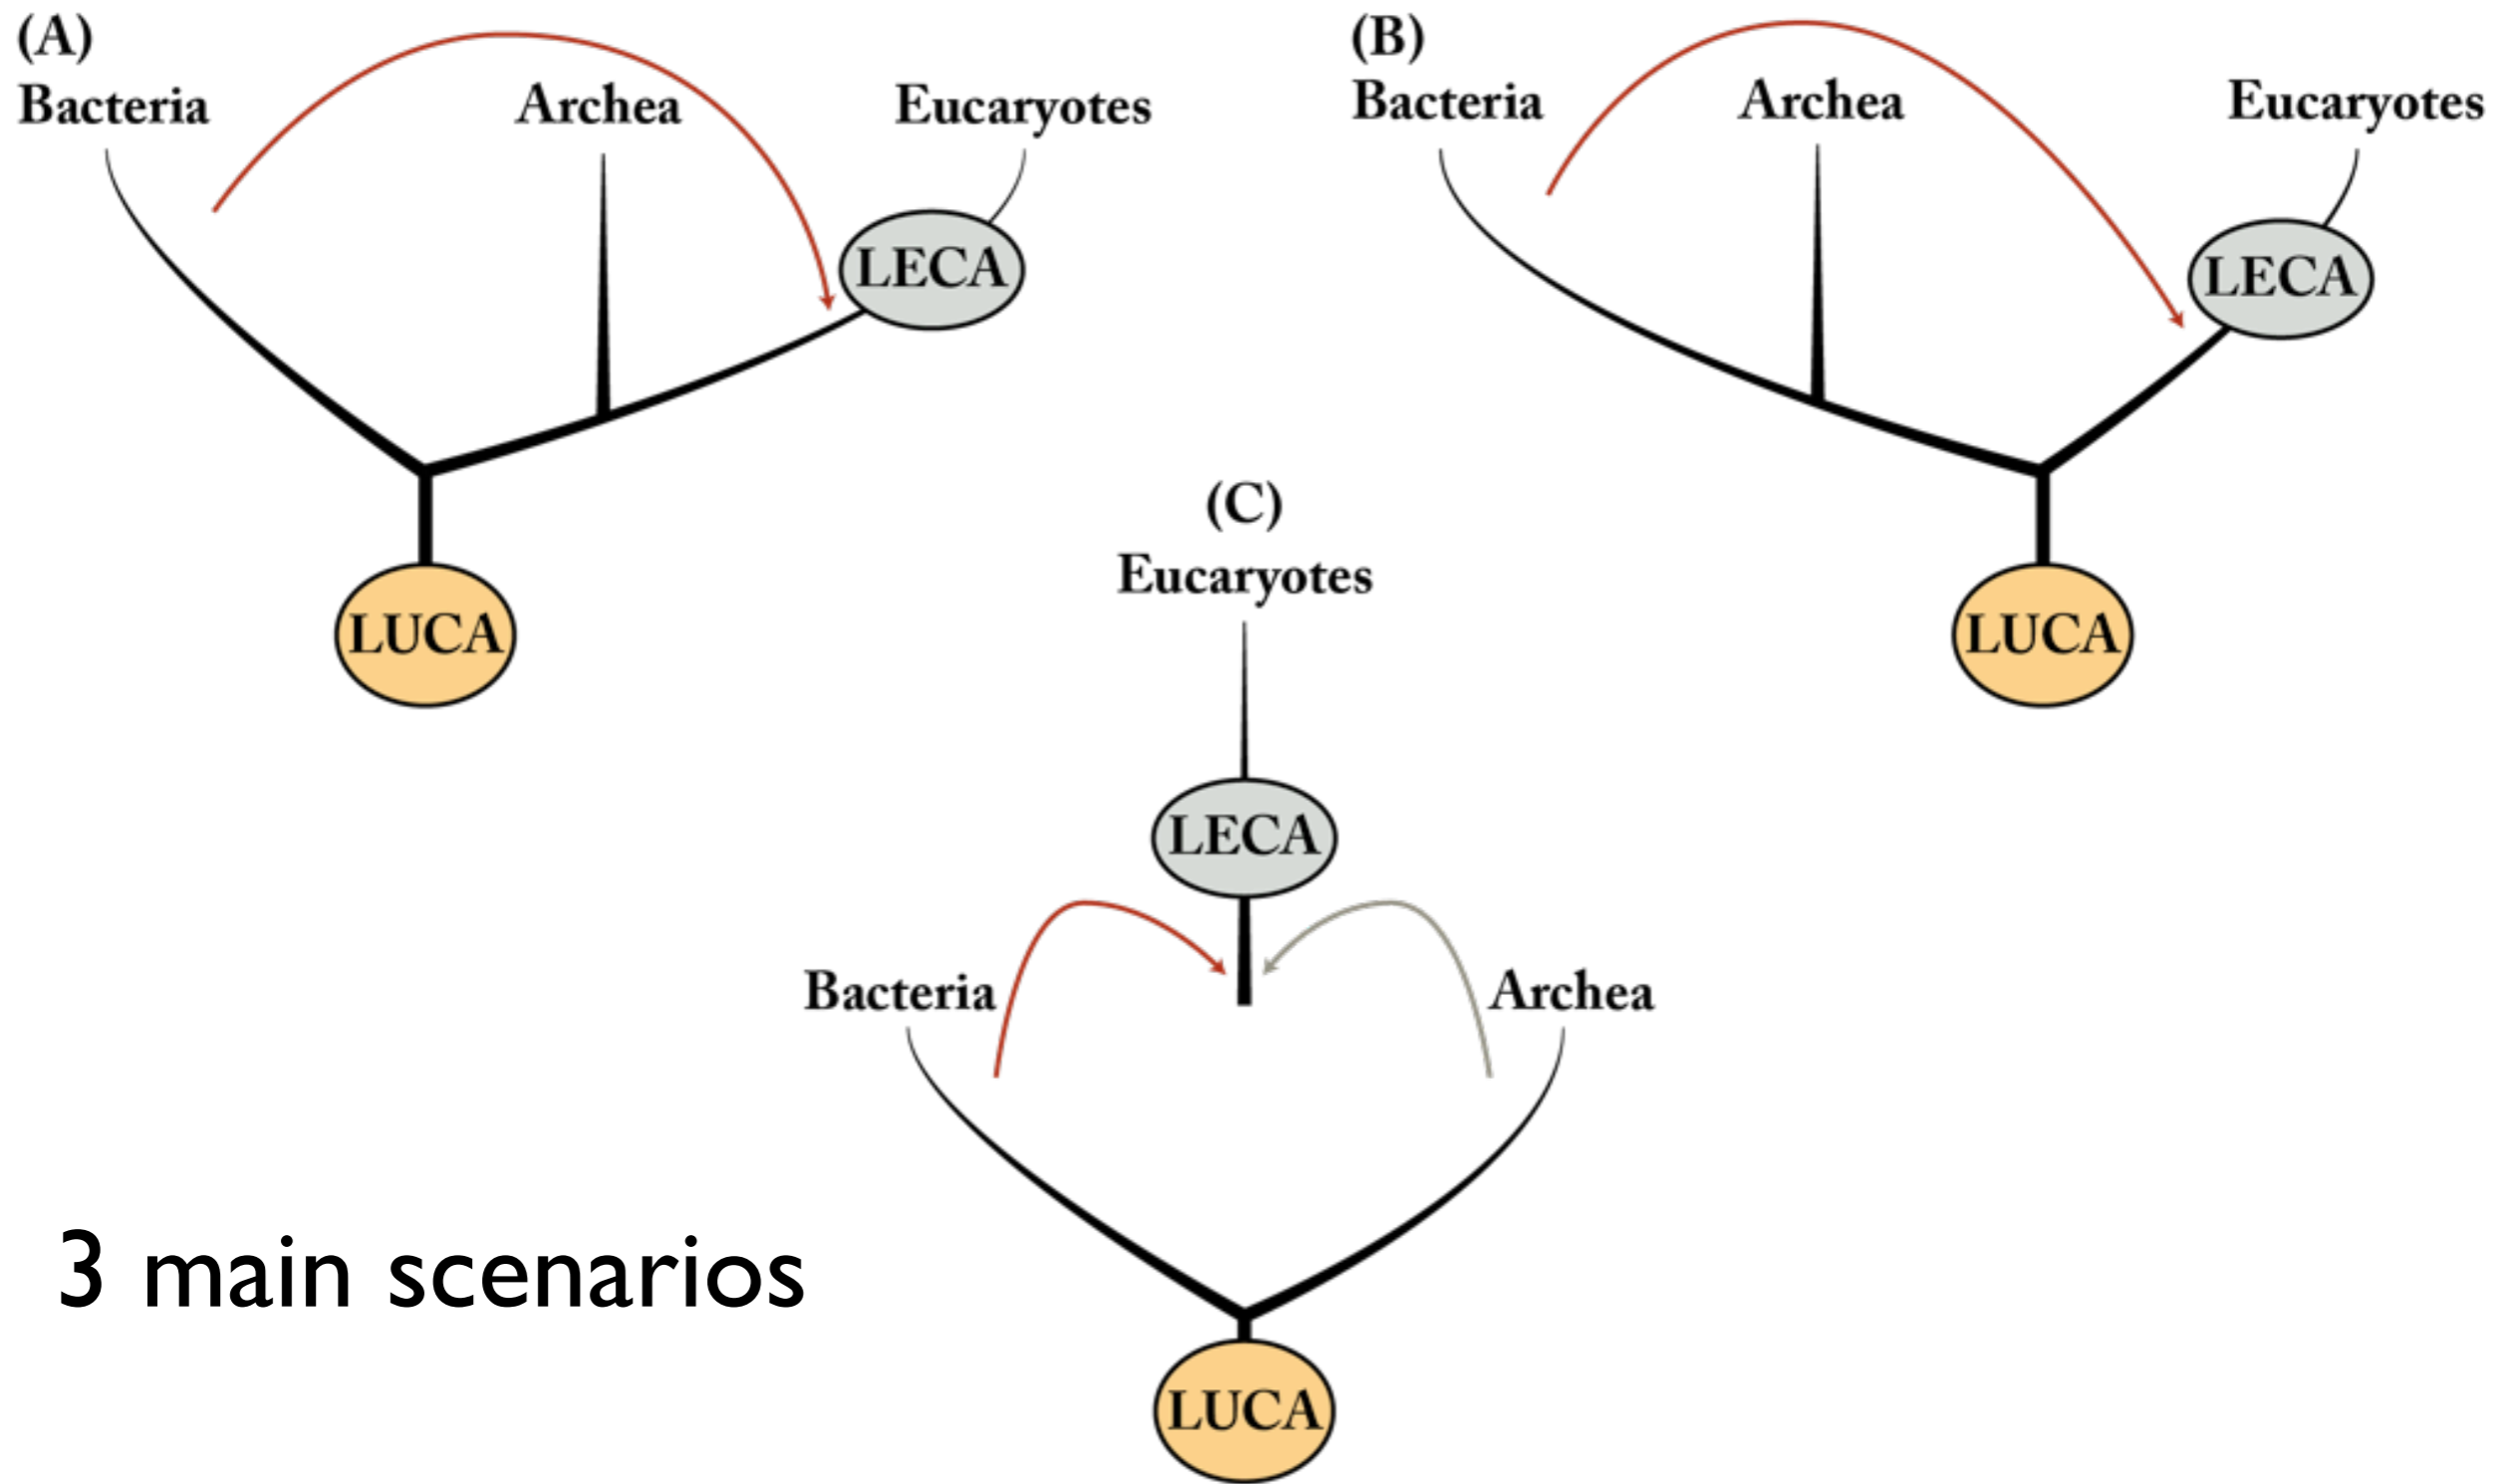 (A)
Bacteria
Archea
Eucaryotes
LECA
LUCA
(B)
Bacteria
Archea
Eucaryotes
LECA
LUCA
(C)
Eucaryotes
LECA
Bacteria
Archea
LUCA
3 main scenarios